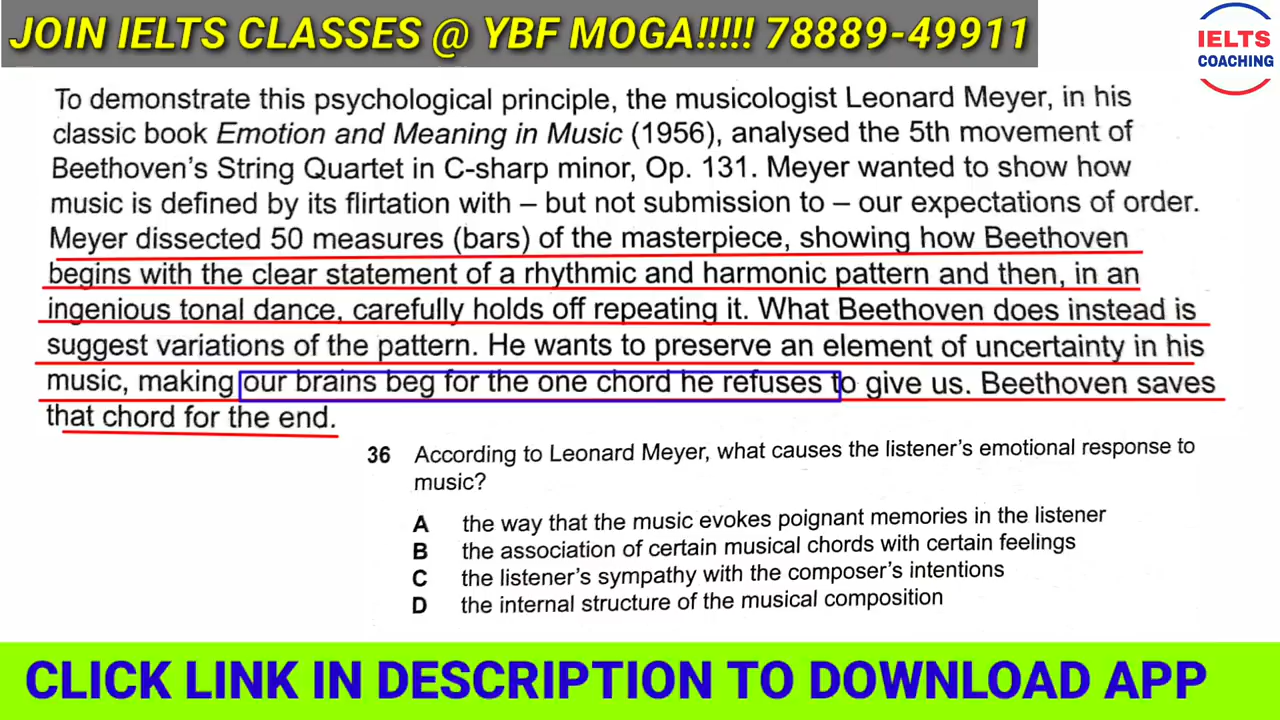 JOIN IELTS CLASSES @ YBF MOGA!!!!! 78889-49911
IELTS
COACHING
To demonstrate this psychological principle, the musicologist Leonard Meyer, in his
classic book Emotion and Meaning in Music (1956), analysed the 5th movement of
Beethoven's String Quartet in C-sharp minor, Op. 131. Meyer wanted to show how
music is defined by its flirtation with – but not submission to – our expectations of order.
Meyer dissected 50 measures (bars) of the masterpiece, showing how Beethoven
begins with the clear statement of a rhythmic and harmonic pattern and then, in an
ingenious tonal dance, carefully holds off repeating it. What Beethoven does instead is
suggest variations of the pattern. He wants to preserve an element of uncertainty in his
music, making our brains beg for the one chord he refuses to give us. Beethoven saves
that chord for the end.
36 According to Leonard Meyer, what causes the listener's emotional response to
music?
A the way that the music evokes poignant memories in the listener
B the association of certain musical chords with certain feelings
C the listener's sympathy with the composer's intentions
D the internal structure of the musical composition
CLICK LINK IN DESCRIPTION TO DOWNLOAD APP